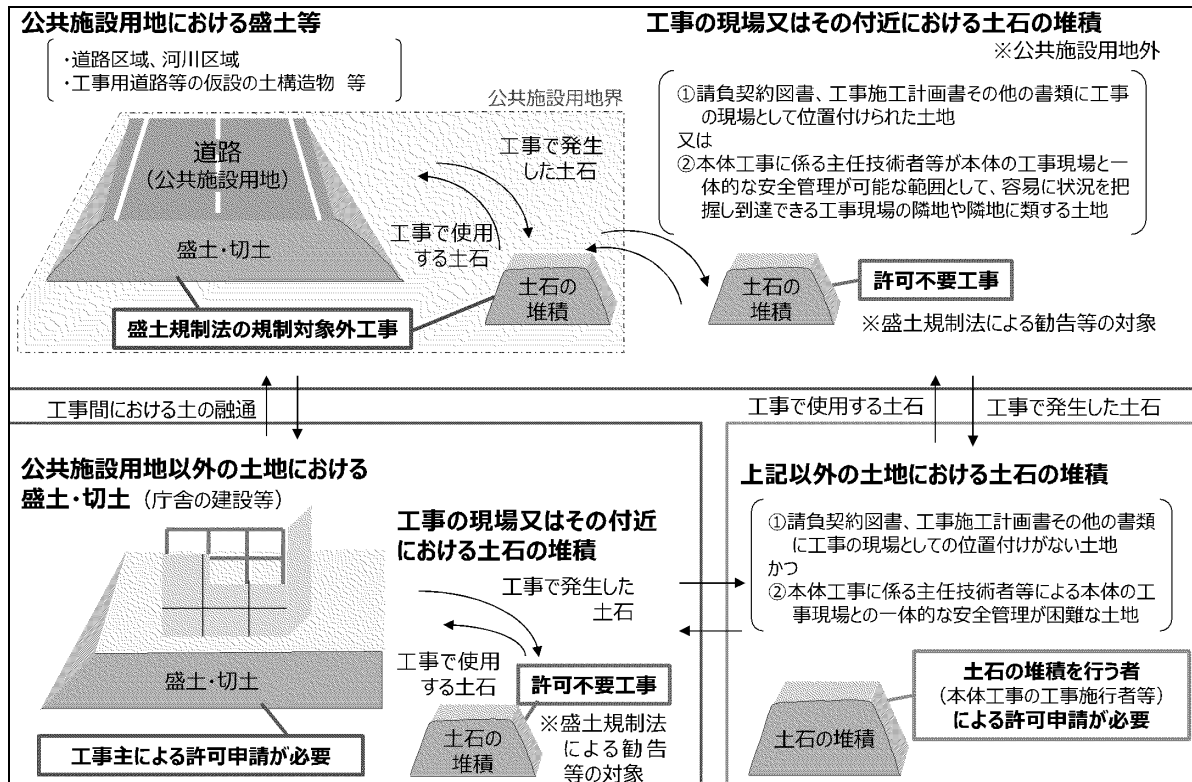 公共施設用地における盛土等
・道路区域、河川区域
・工事用道路等の仮設の土構造物 等
公共施設用地界
道路
(公共施設用地)
盛土・切土
工事で発生
した土石
工事で使用
する土石
土石の
堆積
盛土規制法の規制対象外工事
工事の現場又はその付近における土石の堆積
※公共施設用地外
①請負契約図書、工事施工計画書その他の書類に工事
の現場として位置付けられた土地
又は
②本体工事に係る主任技術者等が本体の工事現場と一
体的な安全管理が可能な範囲として、容易に状況を把
握し到達できる工事現場の隣地や隣地に類する土地
土石の
堆積
許可不要工事
※盛土規制法による勧告等の対象
工事間における土の融通
工事で使用する土石
工事で発生した土石
公共施設用地以外の土地における
盛土・切土(庁舎の建設等)
盛土・切土
工事主による許可申請が必要
工事の現場又はその付近
における土石の堆積
工事で発生した
土石
工事で使用
する土石
許可不要工事
土石の
堆積
※盛土規制法
による勧告
等の対象
上記以外の土地における土石の堆積
①請負契約図書、工事施工計画書その他の書類
に工事の現場としての位置付けがない土地
かつ
②本体工事に係る主任技術者等による本体の工
事現場との一体的な安全管理が困難な土地
土石の堆積
土石の堆積を行う者
(本体工事の工事施行者等)
による許可申請が必要